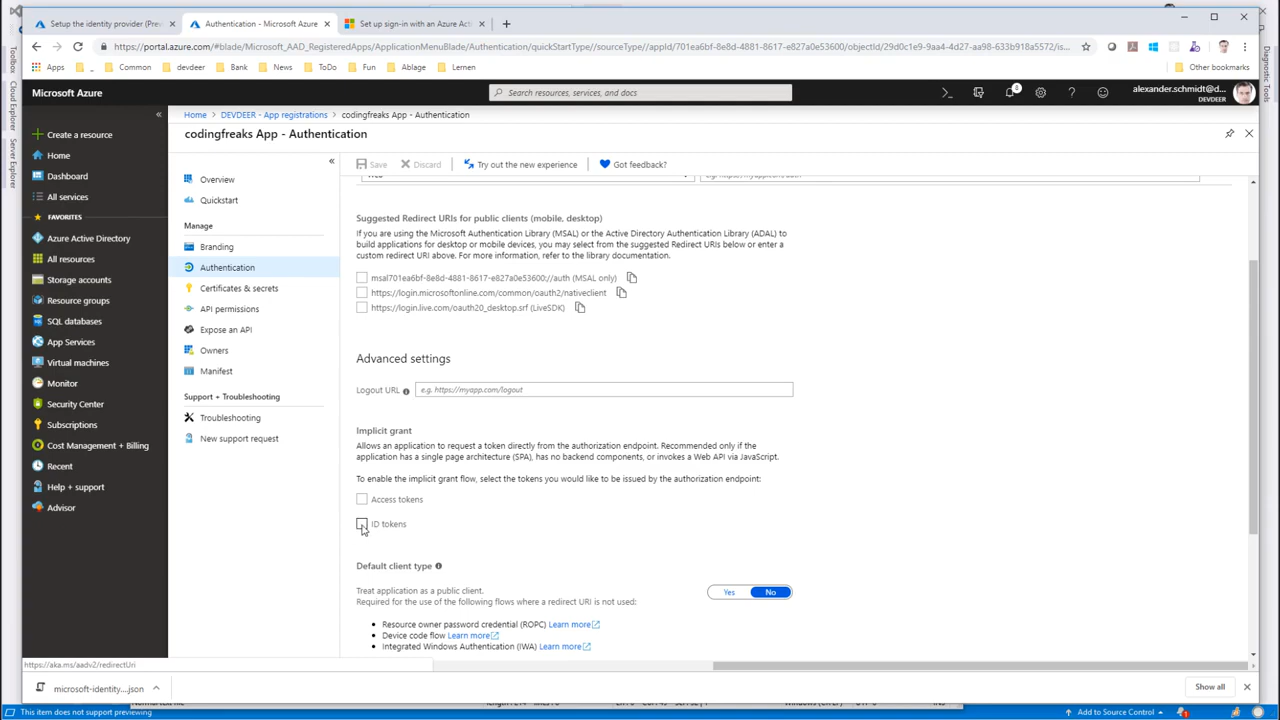 Setup the identity provider (Prev
Authentication - Microsoft Azure
Set up sign-in with an Azure Acti
Toolbox
Cloud Explorer
Server Explorer
Diagnostic Tools
https://portal.azure.com/#blade/Microsoft_AAD_RegisteredApps/ApplicationMenuBlade/Authentication/quickStartType//sourceType//appId/701ea6bf-8e8d-4881-8617-e827a0e53600/objectId/29d0c1e9-9aa4-4d27-aa98-633b918a5572/is...
Apps
Common
devdeer
Bank
News
ToDo
Fun
Ablage
Lernen
Other bookmarks
Microsoft Azure
Search resources, services, and docs
alexander.schmidt@d...
DEVDEER
Create a resource
Home
Dashboard
All services
FAVORITES
Azure Active Directory
All resources
Storage accounts
Resource groups
SQL databases
App Services
Virtual machines
Monitor
Security Center
Subscriptions
Cost Management + Billing
Recent
Help + support
Advisor
Home
DEVDEER - App registrations
codingfreaks App - Authentication
codingfreaks App - Authentication
Overview
Quickstart
Manage
Branding
Authentication
Certificates & secrets
API permissions
Expose an API
Owners
Manifest
Support + Troubleshooting
Troubleshooting
New support request
Save
Discard
Try out the new experience
Got feedback?
Web
e.g. https://myapp.com/auth
Suggested Redirect URIs for public clients (mobile, desktop)
If you are using the Microsoft Authentication Library (MSAL) or the Active Directory Authentication Library (ADAL) to
build applications for desktop or mobile devices, you may select from the suggested Redirect URIs below or enter a
custom redirect URI above. For more information, refer to the library documentation.
msal701ea6bf-8e8d-4881-8617-e827a0e53600://auth (MSAL only)
https://login.microsoftonline.com/common/oauth2/nativeclient
https://login.live.com/oauth20_desktop.srf (LiveSDK)
Advanced settings
Logout URL
e.g. https://myapp.com/logout
Implicit grant
Allows an application to request a token directly from the authorization endpoint. Recommended only if the
application has a single page architecture (SPA), has no backend components, or invokes a Web API via JavaScript.
To enable the implicit grant flow, select the tokens you would like to be issued by the authorization endpoint:
Access tokens
ID tokens
Default client type
Treat application as a public client.
Required for the use of the following flows where a redirect URI is not used:
Yes
No
Resource owner password credential (ROPC) Learn more
Device code flow Learn more
Integrated Windows Authentication (IWA) Learn more
https://aka.ms/aadv2/redirectUri
microsoft-identity....json
Show all
This item does not support previewing
Add to Source Control